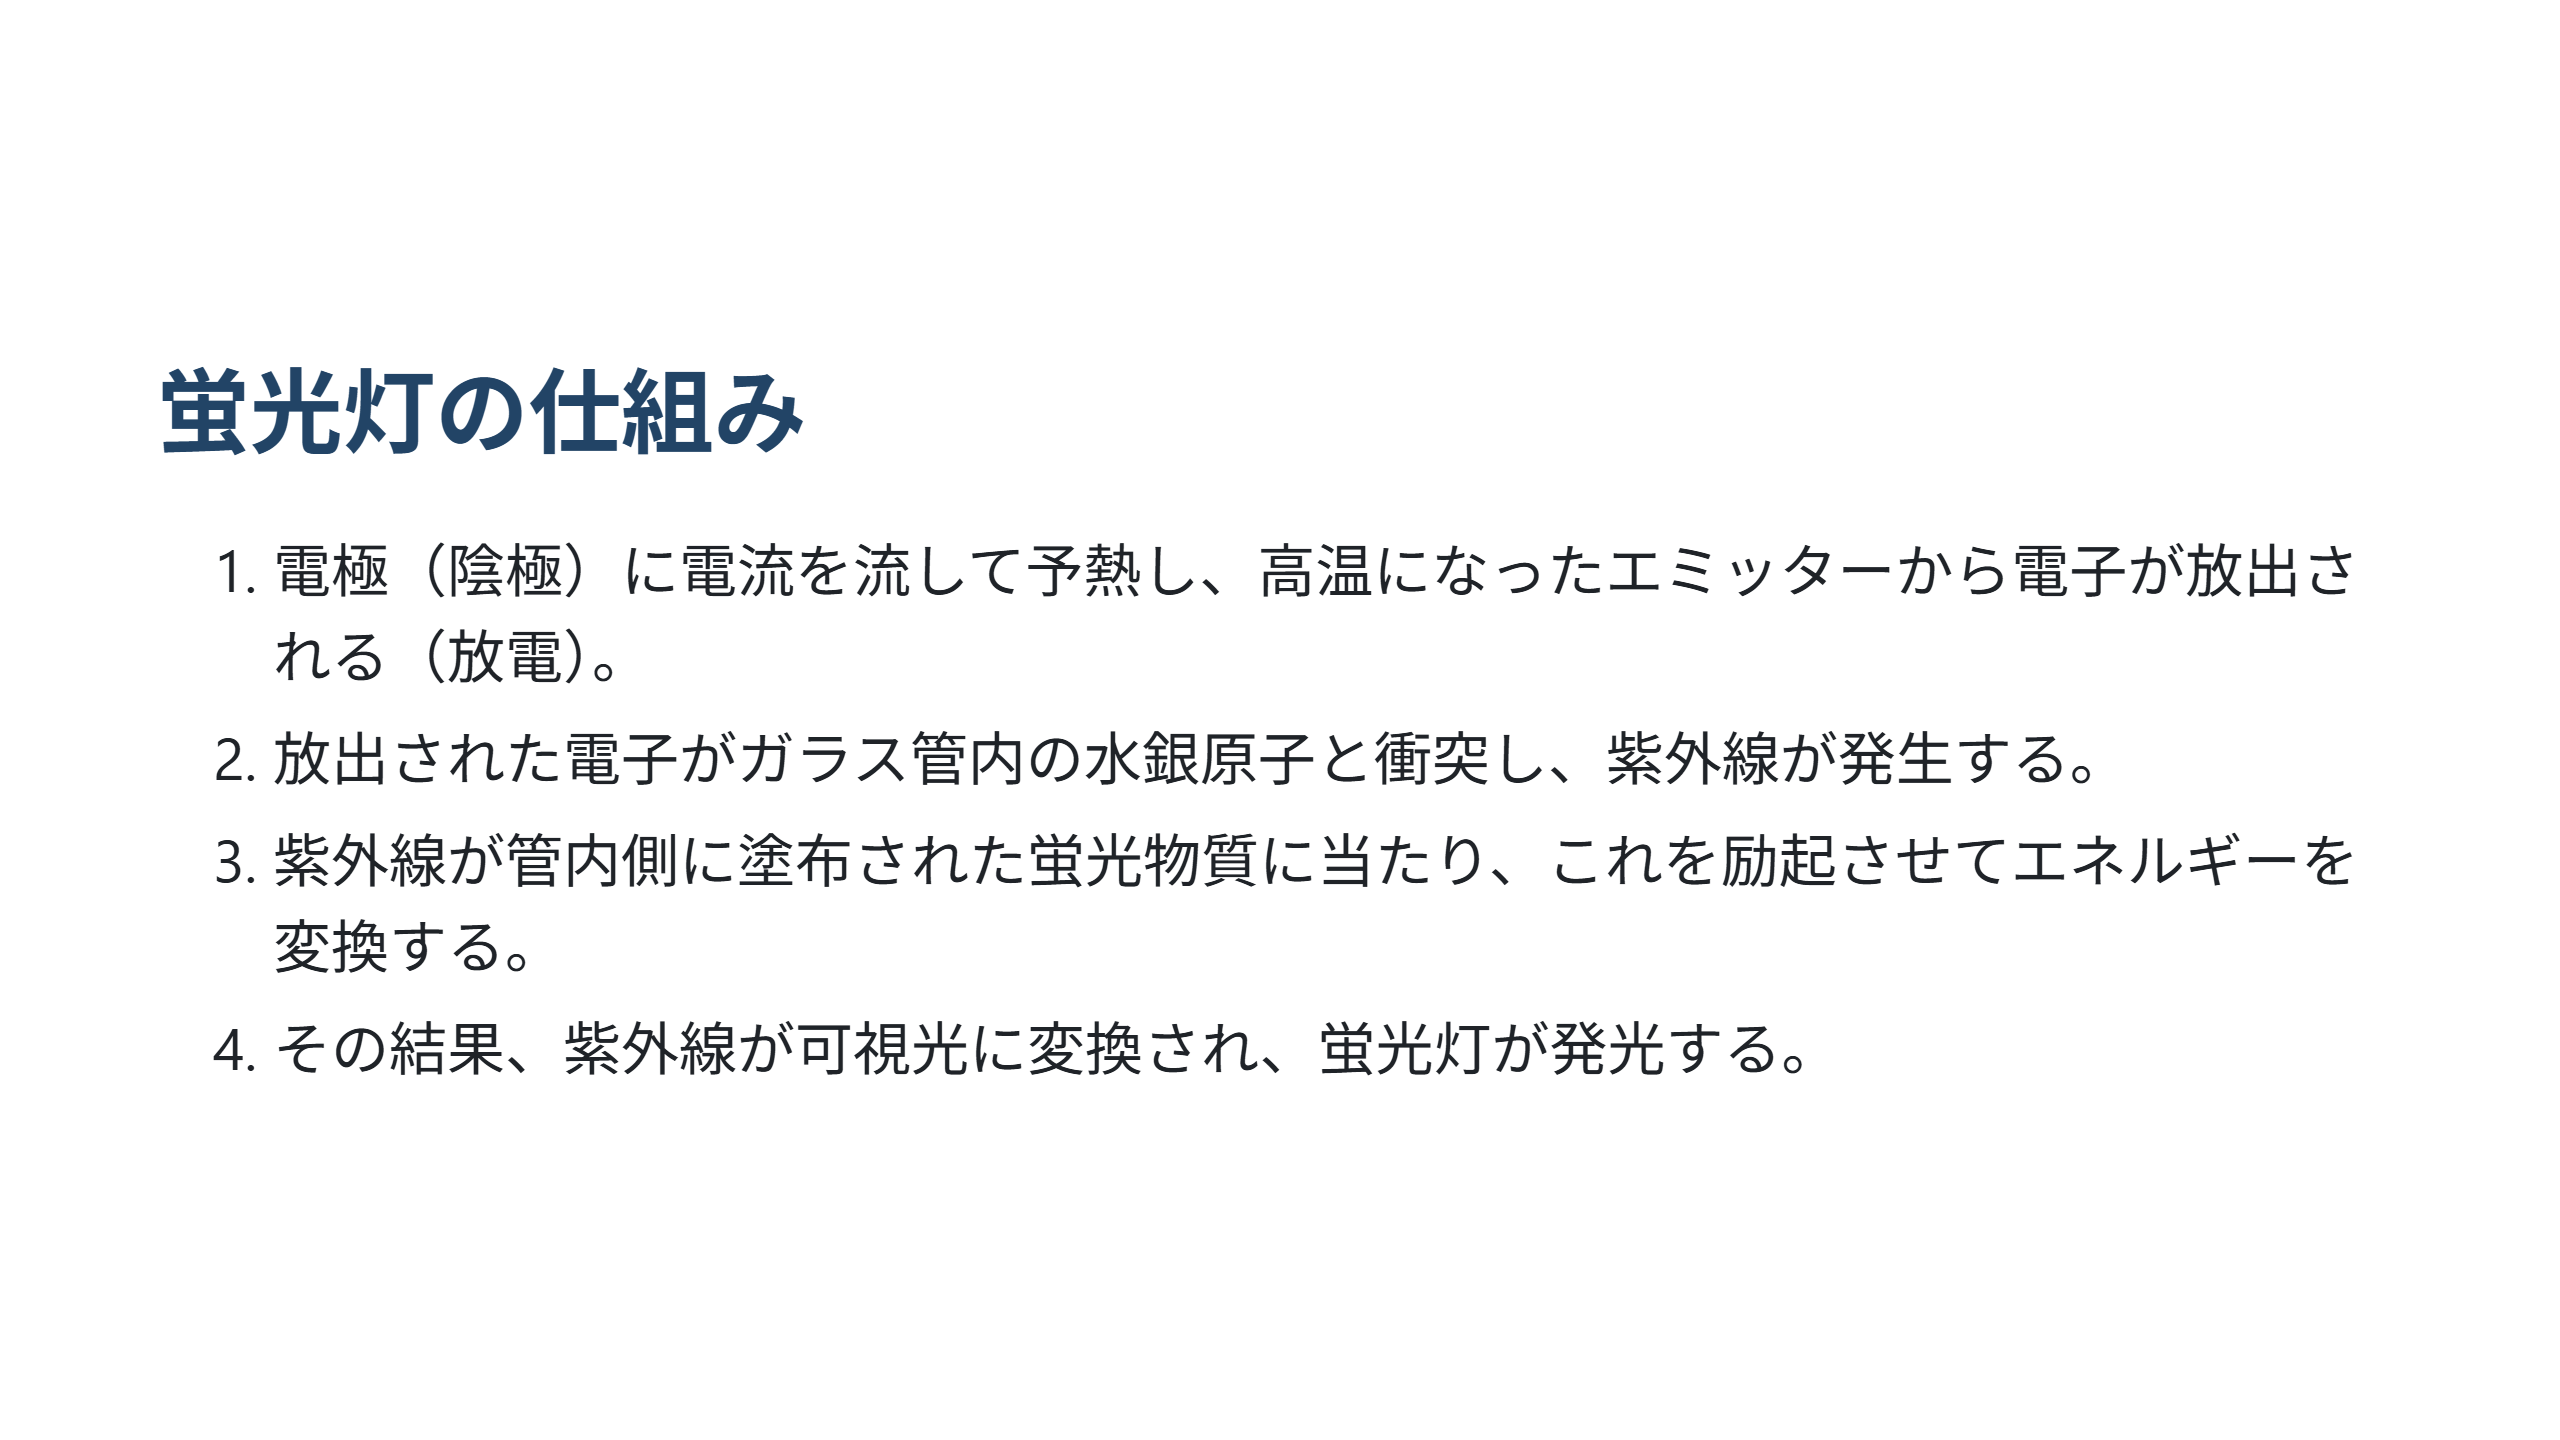 蛍光灯の仕組み
1. 電極（陰極）に電流を流して予熱し、高温になったエミッターから電子が放出さ
れる（放電）。
2. 放出された電子がガラス管内の水銀原子と衝突し、紫外線が発生する。
3. 紫外線が管内側に塗布された蛍光物質に当たり、これを励起させてエネルギーを
変換する。
4. その結果、紫外線が可視光に変換され、蛍光灯が発光する。